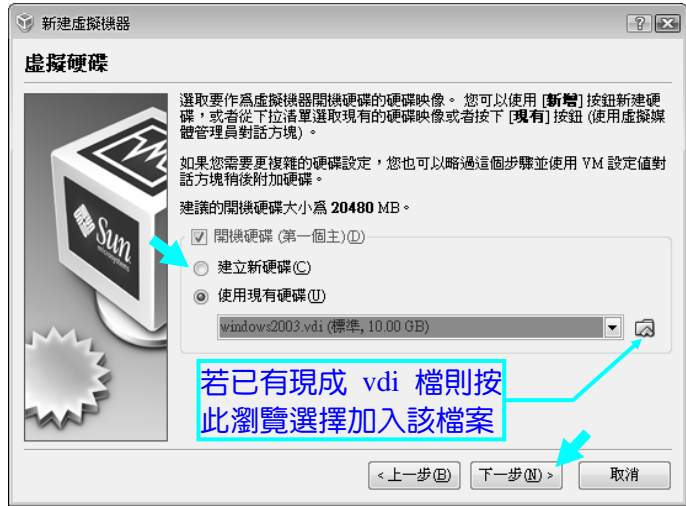 新建虛擬機器
虛擬硬碟
選取要作爲虛擬機器開機硬碟的硬碟映像。 您可以使用 [新增] 按鈕新建硬
碟，或者從下拉清單選取現有的硬碟映像或者按下 [現有] 按鈕 (使用虛擬媒
體管理員對話方塊) 。
如果您需要更複雜的硬碟設定，您也可以略過這個步驟並使用 VM 設定値對
話方塊稍後附加硬碟。
建議的開機硬碟大小爲 20480 MB。
Sun
microsystems
開機硬碟 (第一個主)(D)
建立新硬碟(C)
使用現有硬碟(U)
windows2003.vdi (標準, 10.00 GB)
若已有現成 vdi 檔則按
此瀏覽選擇加入該檔案
< 上一步(B)
下一步(N) >
取消